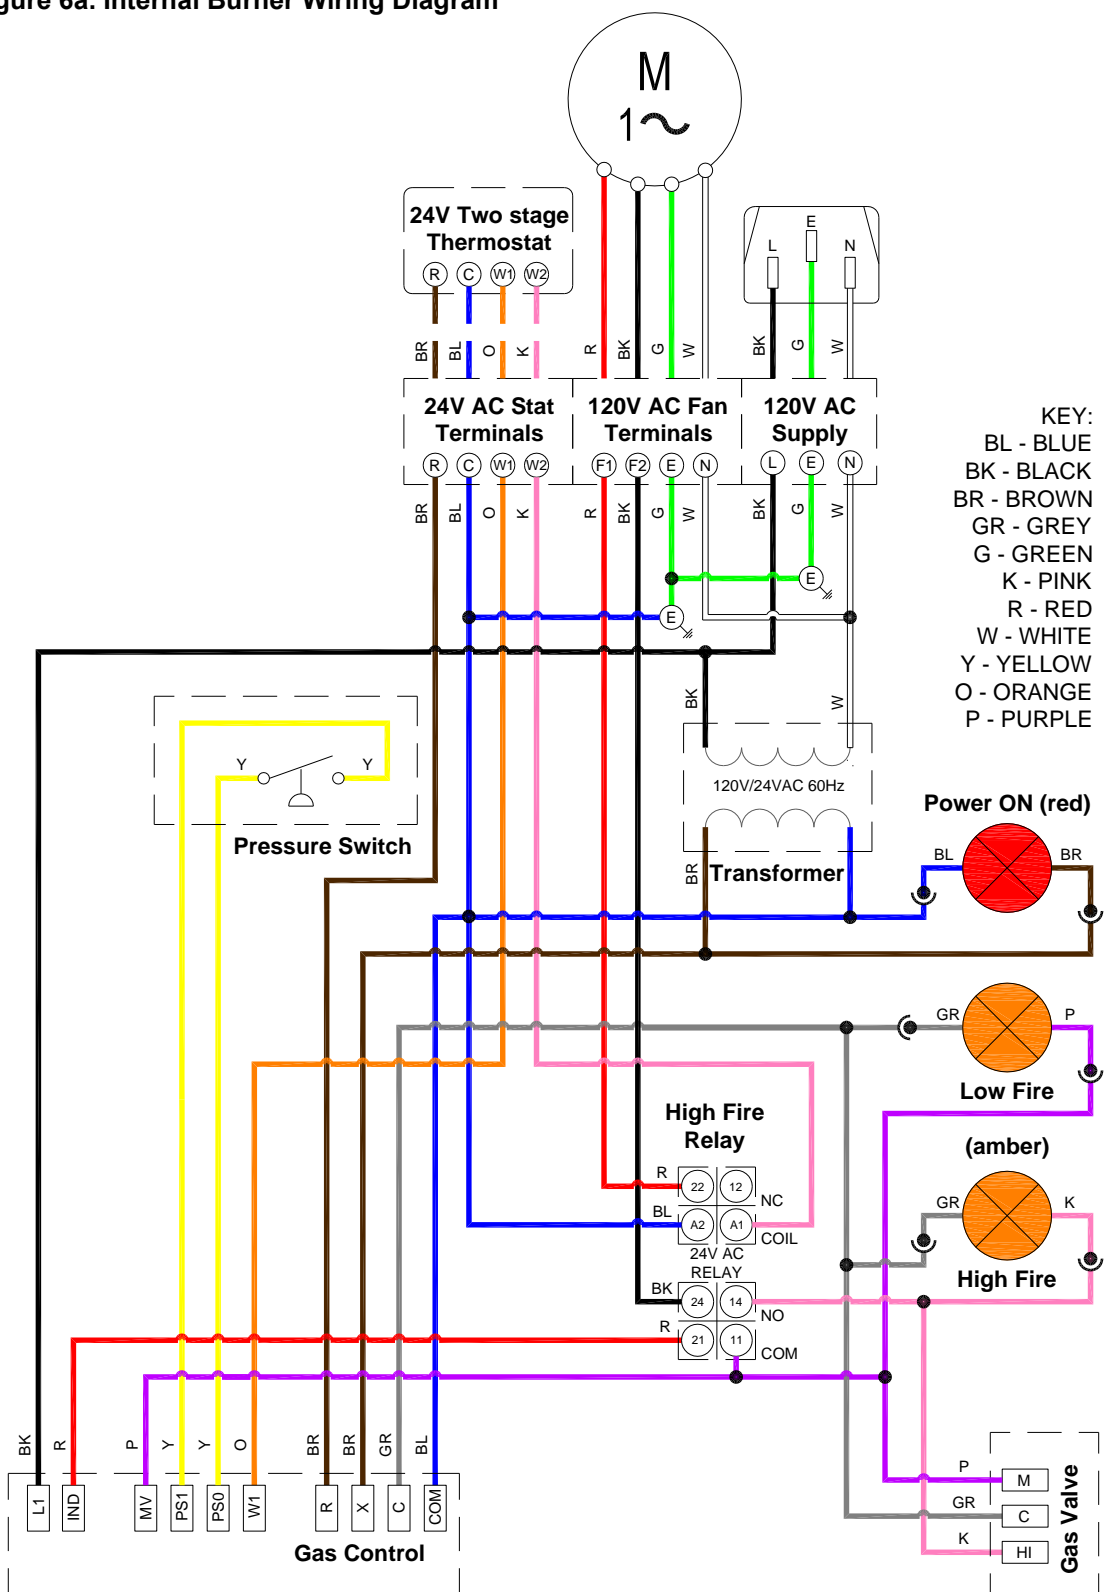 gure 6a: Internal Burner Wiring Diagram
M
1
24V Two stage
Thermostat
R C W1 W2
L E N
BR BL O K R BK G W BK G W
24V AC Stat
Terminals
120V AC Fan
Terminals
120V AC
Supply
R C W1 W2 F1 F2 E N L E N
BR BL O K R BK G W BK G W
E
E
KEY:
BL - BLUE
BK - BLACK
BR - BROWN
GR - GREY
G - GREEN
K - PINK
R - RED
W - WHITE
Y - YELLOW
O - ORANGE
P - PURPLE
BK W
Y Y
Pressure Switch
120V/24VAC 60Hz
BR
Transformer
Power ON (red)
BL BR
GR P
Low Fire
(amber)
GR K
High Fire
High Fire
Relay
R 22 12 NC
BL A2 A1 COIL
24V AC
RELAY
BK 24 14 NO
R 21 11 COM
BK R P Y Y O BR BR GR BL
L1 IND MV PS1 PS0 W1 R X C COM
Gas Control
P M
GR C
K HI
Gas Valve